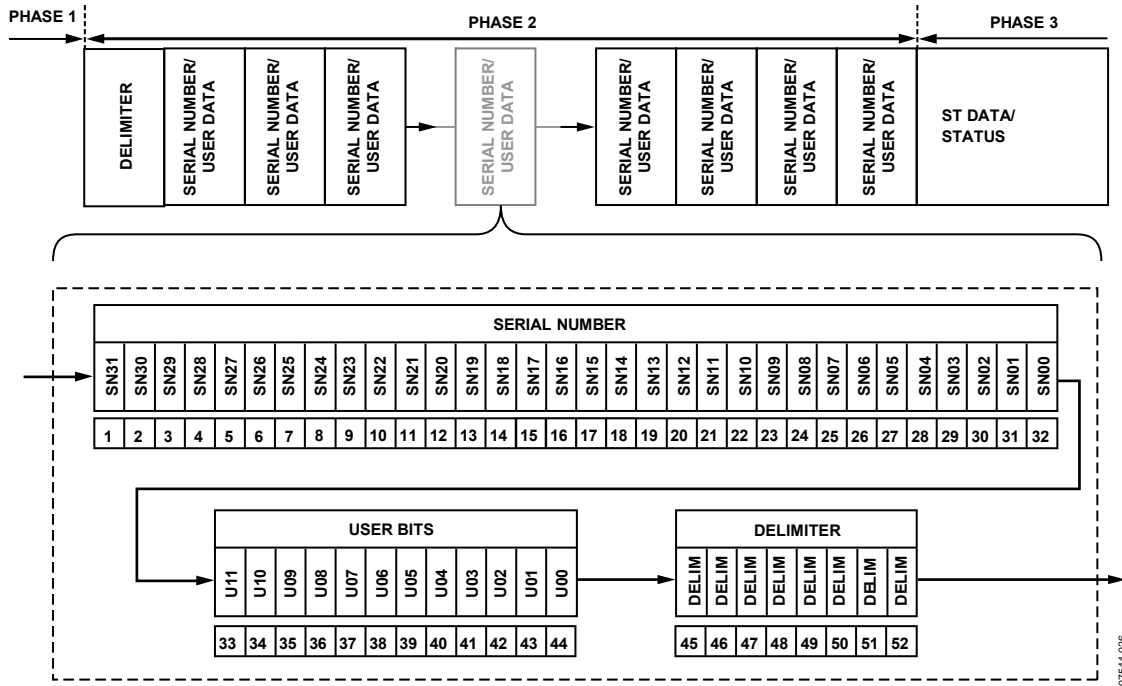 PHASE 1
PHASE 2
PHASE 3
DELIMITER
SERIAL NUMBER/
USER DATA
SERIAL NUMBER/
USER DATA
SERIAL NUMBER/
USER DATA
SERIAL NUMBER/
USER DATA
SERIAL NUMBER/
USER DATA
SERIAL NUMBER/
USER DATA
SERIAL NUMBER/
USER DATA
SERIAL NUMBER/
USER DATA
ST DATA/
STATUS
SERIAL NUMBER
SN31 SN30 SN29 SN28 SN27 SN26 SN25 SN24 SN23 SN22 SN21 SN20 SN19 SN18 SN17 SN16 SN15 SN14 SN13 SN12 SN11 SN10 SN09 SN08 SN07 SN06 SN05 SN04 SN03 SN02 SN01 SN00
1 2 3 4 5 6 7 8 9 10 11 12 13 14 15 16 17 18 19 20 21 22 23 24 25 26 27 28 29 30 31 32
USER BITS
U11 U10 U09 U08 U07 U06 U05 U04 U03 U02 U01 U00
33 34 35 36 37 38 39 40 41 42 43 44
DELIMITER
DELIM DELIM DELIM DELIM DELIM DELIM DELIM DELIM
45 46 47 48 49 50 51 52